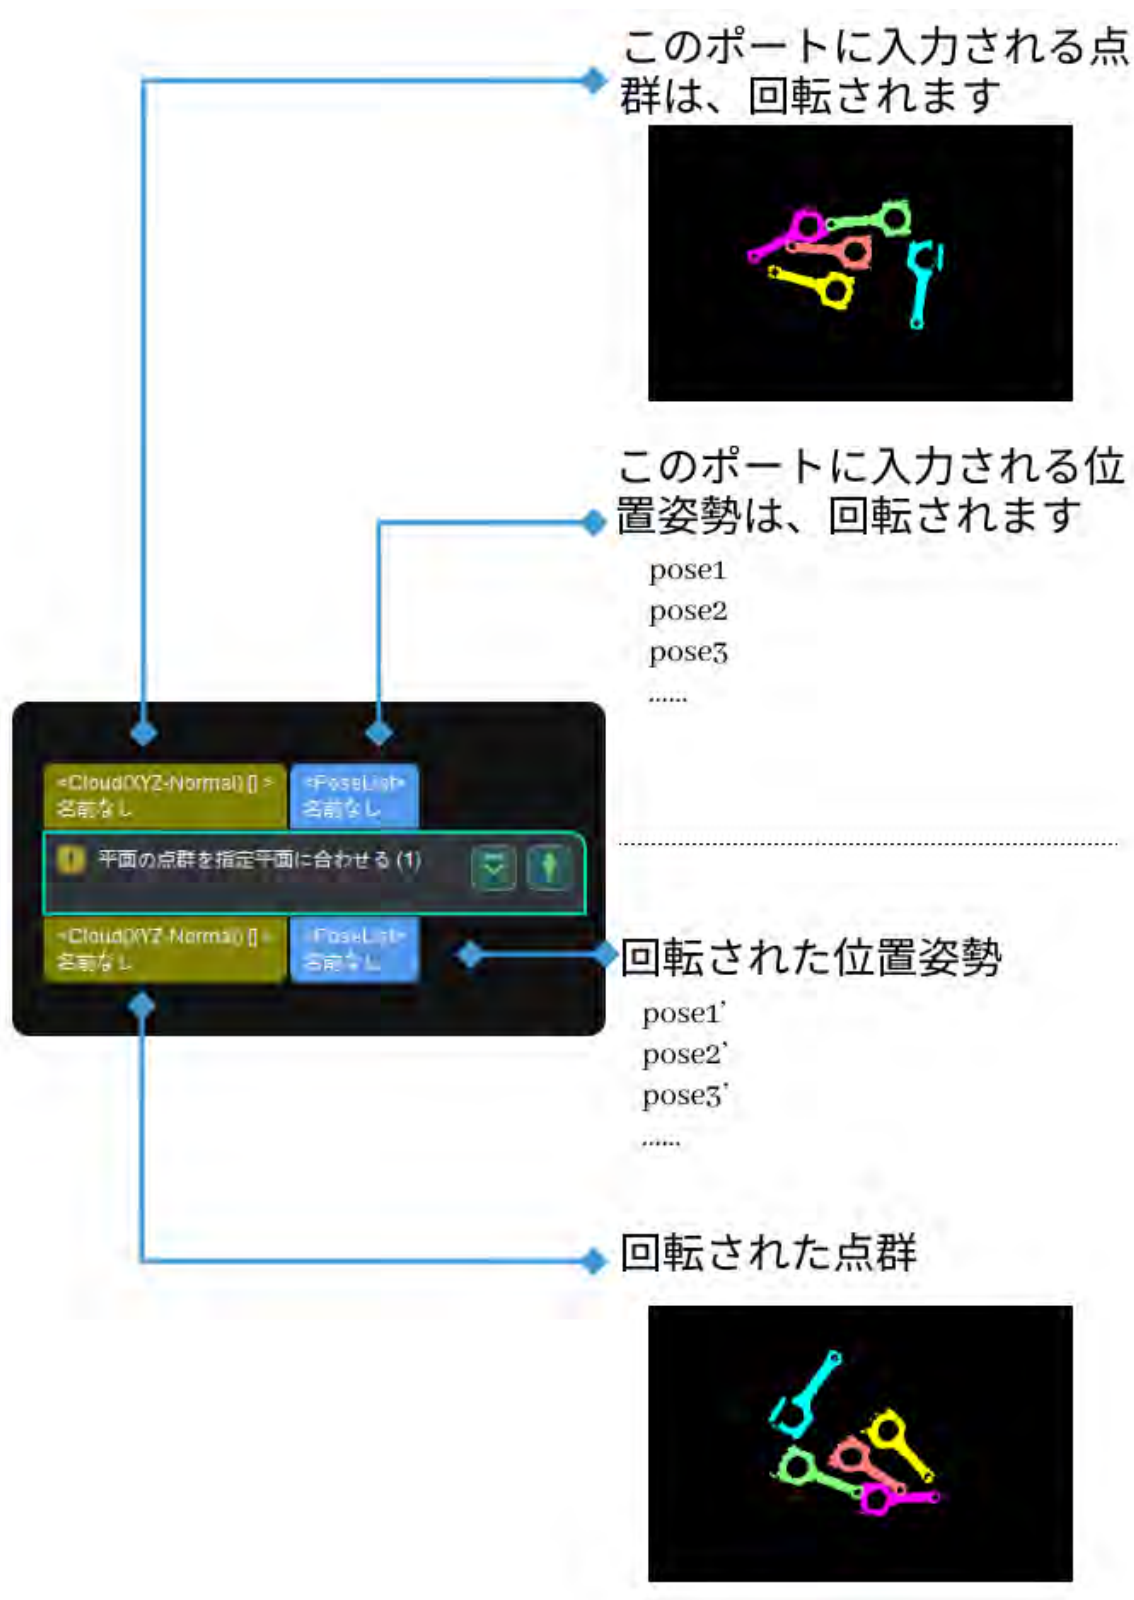 このポートに入力される点
群は、回転されます
このポートに入力される位
置姿勢は、回転されます
pose1
pose2
pose3
......
<Cloud(XYZ-Normal) [] >
名前なし
<PoseList>
名前なし
平面の点群を指定平面に合わせる (1)
<Cloud(XYZ-Normal) [] >
名前なし
<PoseList>
名前なし
回転された位置姿勢
pose1’
pose2’
pose3’
......
回転された点群